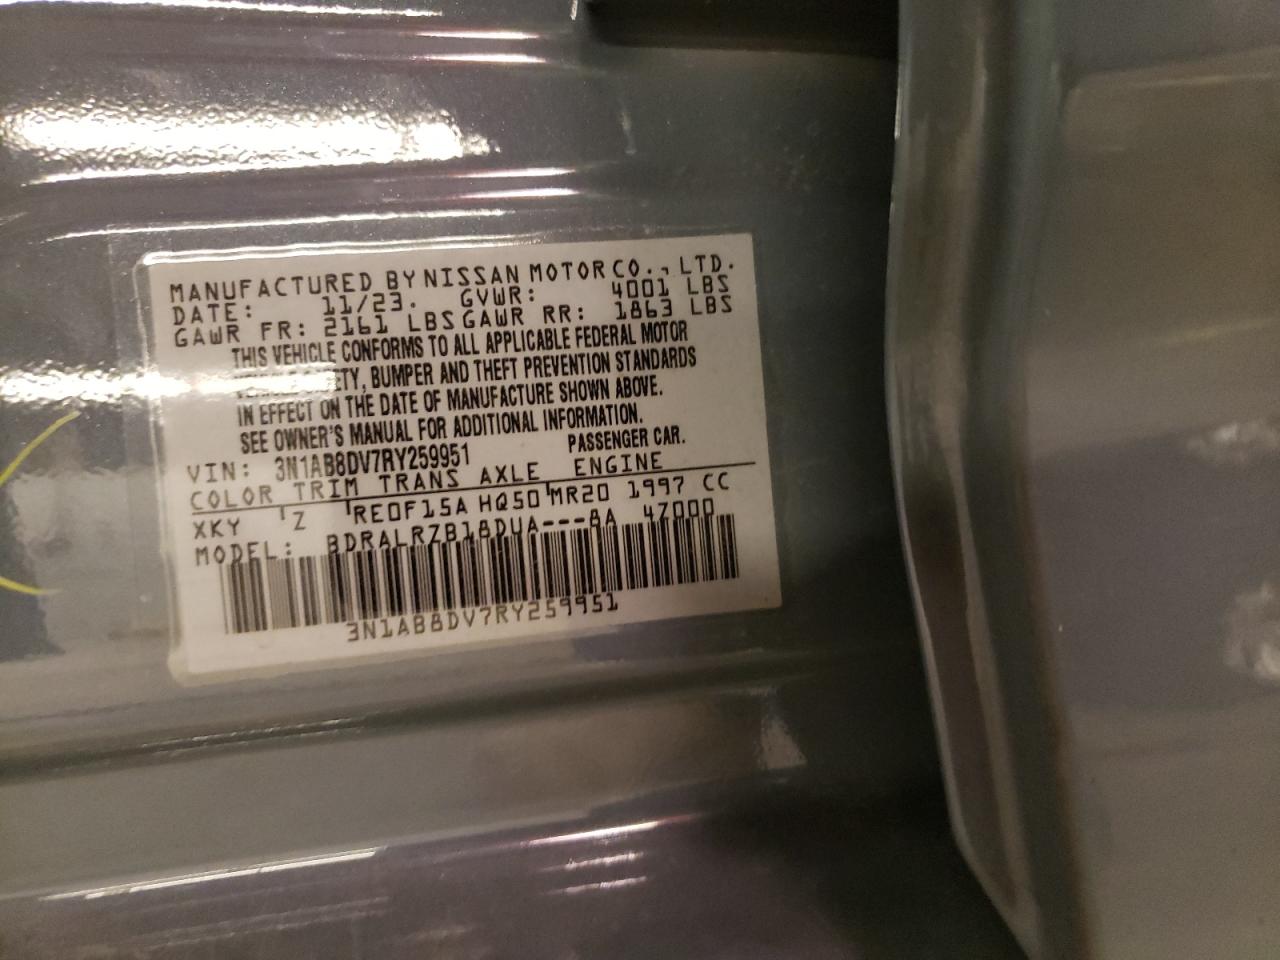 MANUFACTURED BY NISSAN MOTOR CO., LTD.
DATE: 11/23. GVWR: 4001 LBS
GAWR FR: 2161 LBS GAWR RR: 1863 LBS
THIS VEHICLE CONFORMS TO ALL APPLICABLE FEDERAL MOTOR
BUMPER AND THEFT PREVENTION STANDARDS
IN EFFECT ON THE DATE OF MANUFACTURE SHOWN ABOVE.
SEE OWNER'S MANUAL FOR ADDITIONAL INFORMATION.
VIN: 3N1AB8DV7RY259951 PASSENGER CAR.
COLOR TRIM TRANS AXLE ENGINE
XKY Z RE0F15A HQ50 MR20 1997 CC
MODEL: BDRALRZB18DUA---8A 47000
3N1AB8DV7RY259951